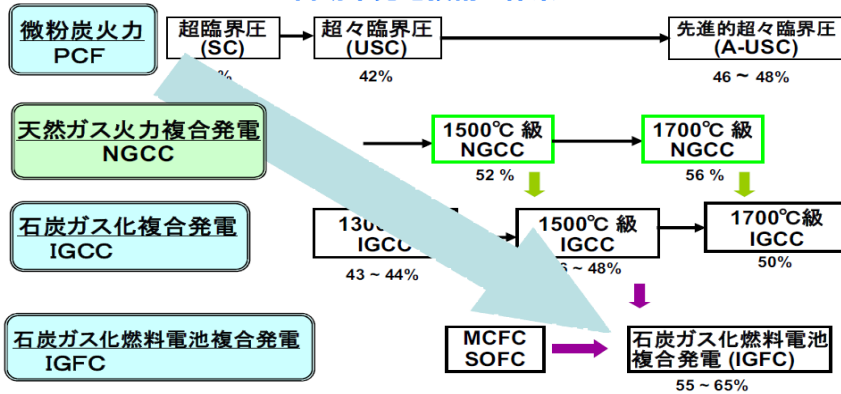 微粉炭火力
PCF
超臨界圧
(SC)
超々臨界圧
(USC)
42%
先進的超々臨界圧
(A-USC)
46 ~ 48%
天然ガス火力複合発電
NGCC
1500℃ 級
NGCC
52 %
1700℃ 級
NGCC
56 %
石炭ガス化複合発電
IGCC
IGCC
43 ~ 44%
1500℃ 級
IGCC
48%
1700℃級
IGCC
50%
石炭ガス化燃料電池複合発電
IGFC
MCFC
SOFC
石炭ガス化燃料電池
複合発電 (IGFC)
55 ~ 65%